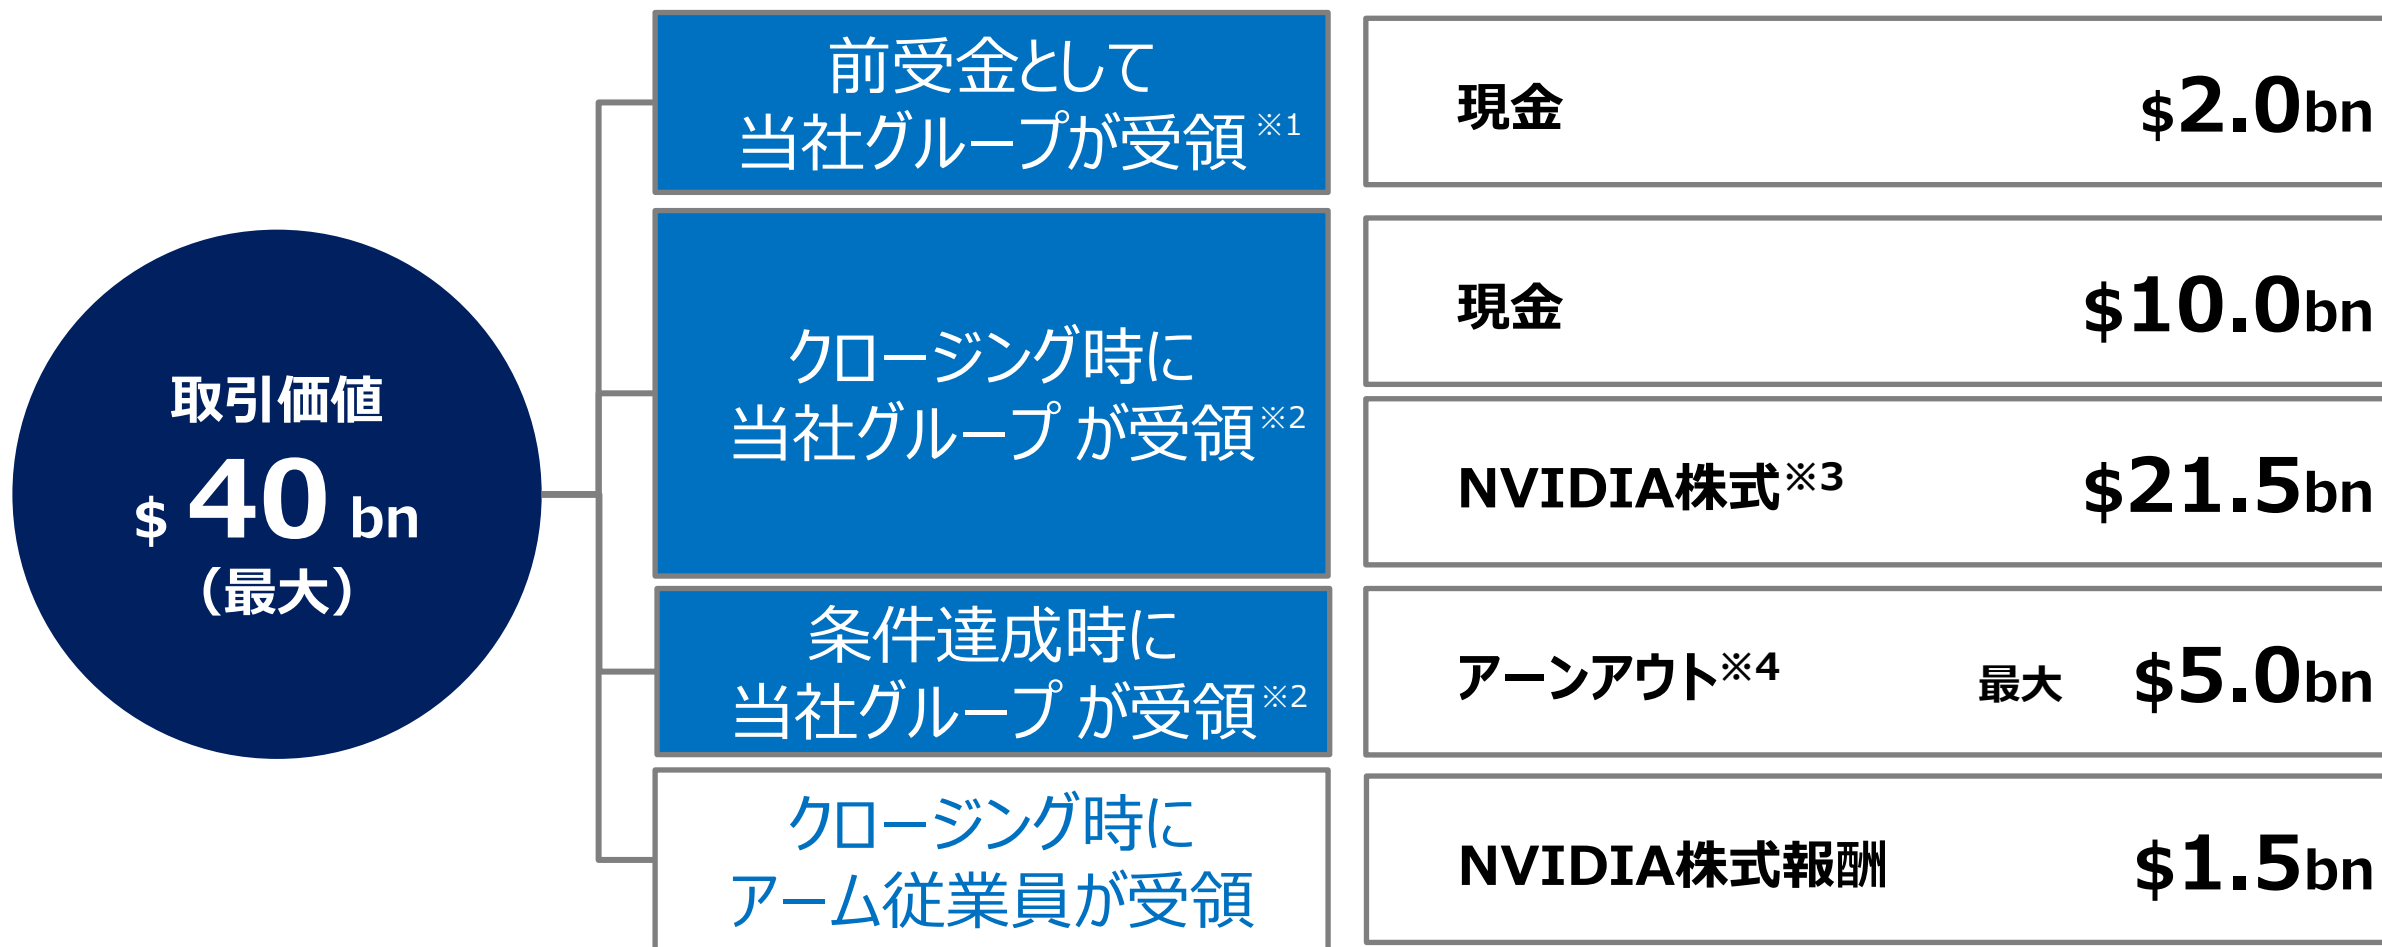 取引価値
$ 40 bn
（最大）
前受金として
当社グループが受領※1
現金 $2.0bn
クロージング時に
当社グループ が受領※2
現金 $10.0bn
NVIDIA株式※3 $21.5bn
条件達成時に
当社グループ が受領※2
アーンアウト※4 最大 $5.0bn
クロージング時に
アーム従業員が受領
NVIDIA株式報酬 $1.5bn